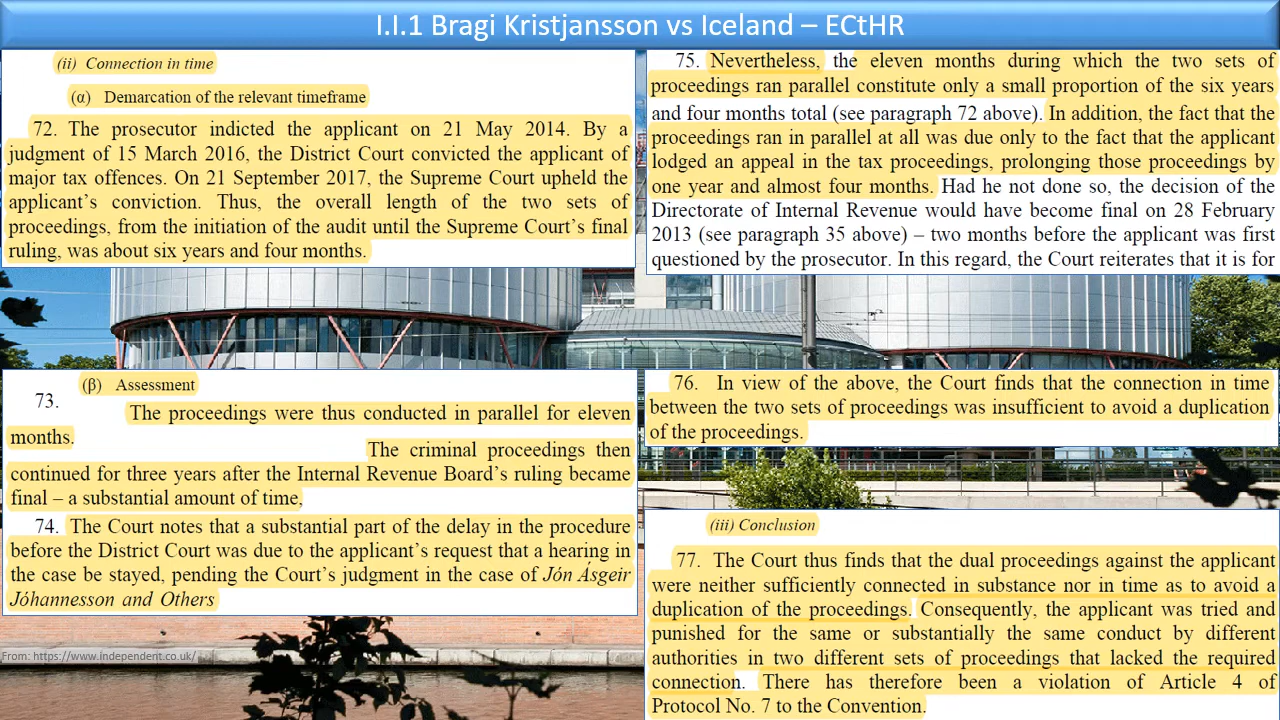 I.I.1 Bragi Kristjansson vs Iceland – ECtHR
(ii) Connection in time
(α) Demarcation of the relevant timeframe
72. The prosecutor indicted the applicant on 21 May 2014. By a
judgment of 15 March 2016, the District Court convicted the applicant of
major tax offences. On 21 September 2017, the Supreme Court upheld the
applicant’s conviction. Thus, the overall length of the two sets of
proceedings, from the initiation of the audit until the Supreme Court’s final
ruling, was about six years and four months.
(β) Assessment
73.
The proceedings were thus conducted in parallel for eleven
months.
The criminal proceedings then
continued for three years after the Internal Revenue Board’s ruling became
final – a substantial amount of time,
74. The Court notes that a substantial part of the delay in the procedure
before the District Court was due to the applicant’s request that a hearing in
the case be stayed, pending the Court’s judgment in the case of Jón Ásgeir
Jóhannesson and Others
From: https://www.independent.co.uk/
75. Nevertheless, the eleven months during which the two sets of
proceedings ran parallel constitute only a small proportion of the six years
and four months total (see paragraph 72 above). In addition, the fact that the
proceedings ran in parallel at all was due only to the fact that the applicant
lodged an appeal in the tax proceedings, prolonging those proceedings by
one year and almost four months. Had he not done so, the decision of the
Directorate of Internal Revenue would have become final on 28 February
2013 (see paragraph 35 above) – two months before the applicant was first
questioned by the prosecutor. In this regard, the Court reiterates that it is for
76. In view of the above, the Court finds that the connection in time
between the two sets of proceedings was insufficient to avoid a duplication
of the proceedings.
(iii) Conclusion
77. The Court thus finds that the dual proceedings against the applicant
were neither sufficiently connected in substance nor in time as to avoid a
duplication of the proceedings. Consequently, the applicant was tried and
punished for the same or substantially the same conduct by different
authorities in two different sets of proceedings that lacked the required
connection. There has therefore been a violation of Article 4 of
Protocol No. 7 to the Convention.